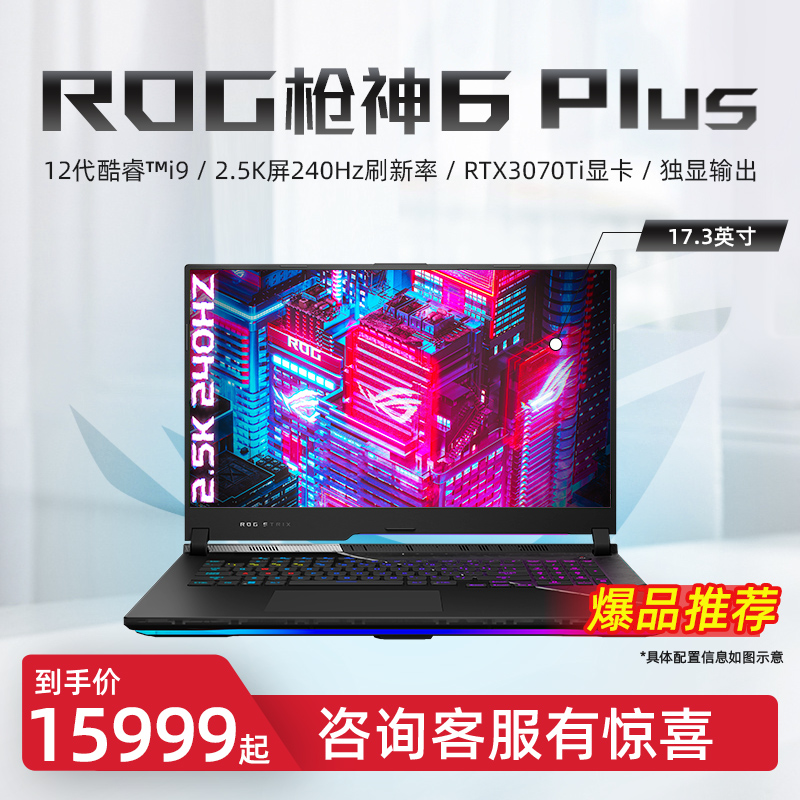 ROG枪神6 Plus
12代酷睿™i9 / 2.5K屏240Hz刷新率 / RTX3070Ti显卡 / 独显输出
17.3英寸
2.5K 240HZ
ROG
ROG STRIX
爆品推荐
*具体配置信息如图示意
到手价
15999起
咨询客服有惊喜